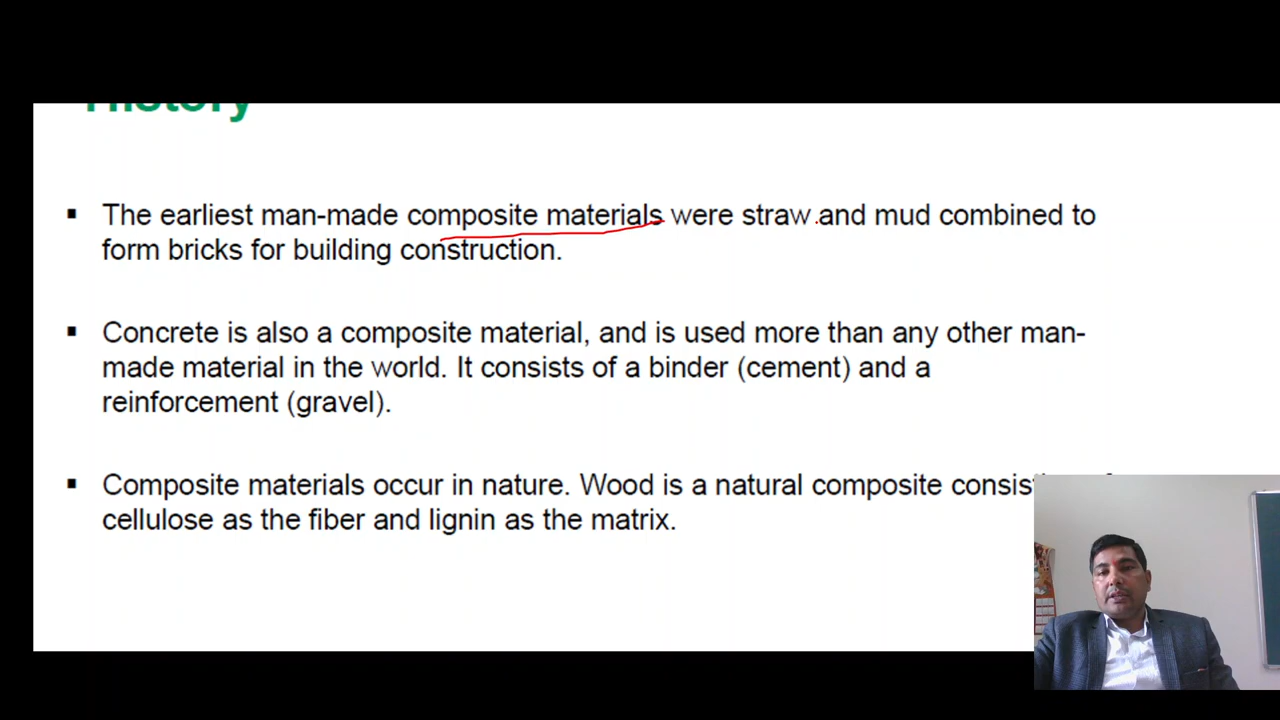 History
▪ The earliest man-made composite materials were straw and mud combined to
form bricks for building construction.
▪ Concrete is also a composite material, and is used more than any other man-
made material in the world. It consists of a binder (cement) and a
reinforcement (gravel).
▪ Composite materials occur in nature. Wood is a natural composite
cellulose as the fiber and lignin as the matrix.